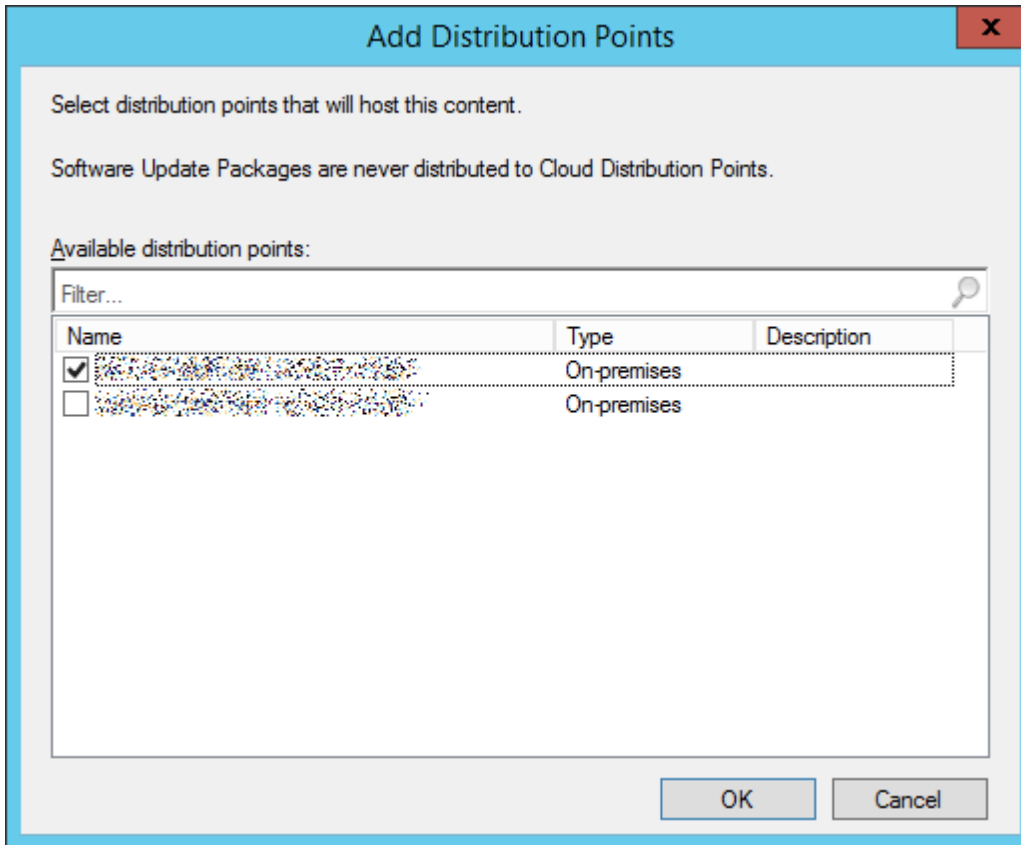 Add Distribution Points
x
Select distribution points that will host this content.
Software Update Packages are never distributed to Cloud Distribution Points.
Available distribution points:
Filter...
Name Type Description
On-premises
On-premises
OK Cancel